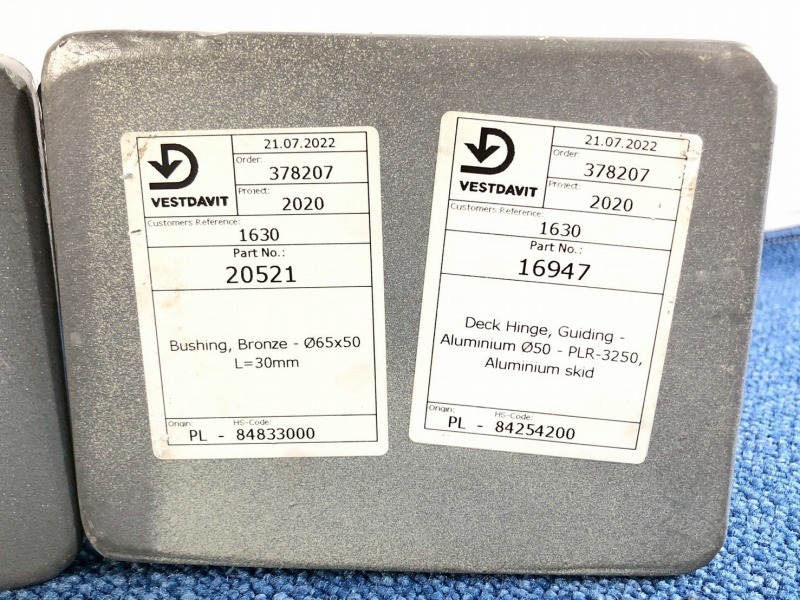 VESTDAVIT
21.07.2022
Order:
378207
Project:
2020
Customers Reference:
1630
Part No.:
20521
Bushing, Bronze - Ø65x50
L=30mm
Origin: HS-Code:
PL - 84833000
VESTDAVIT
21.07.2022
Order:
378207
Project:
2020
Customers Reference:
1630
Part No.:
16947
Deck Hinge, Guiding -
Aluminium Ø50 - PLR-3250,
Aluminium skid
Origin: HS-Code:
PL - 84254200